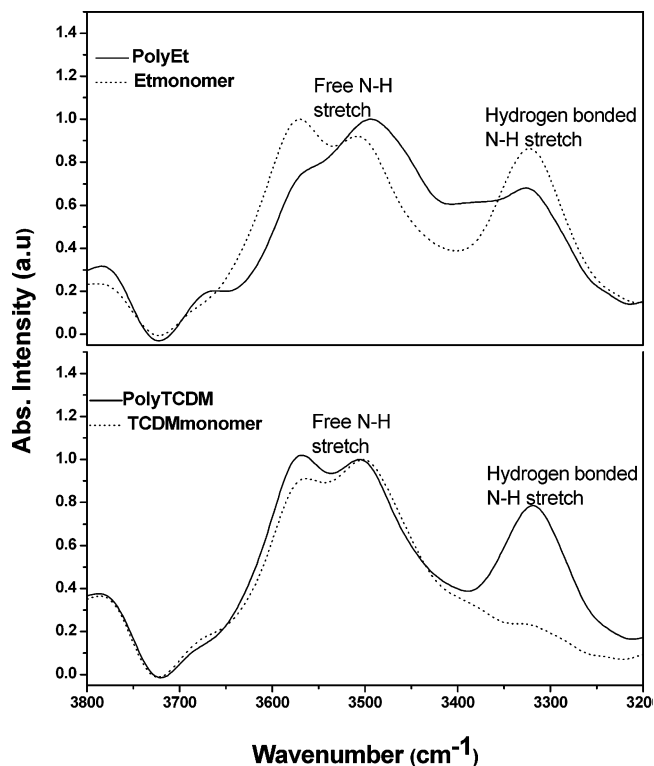 1.4
1.2
1.0
0.8
0.6
0.4
0.2
0.0
PolyEt
Etmonomer
Free N-H
stretch
Hydrogen bonded
N-H stretch
Abs. Intensity (a.u)
1.4
1.2
1.0
0.8
0.6
0.4
0.2
0.0
PolyTCDM
TCDMmonomer
Free N-H
stretch
Hydrogen bonded
N-H stretch
3800 3700 3600 3500 3400 3300 3200
Wavenumber (cm-1)